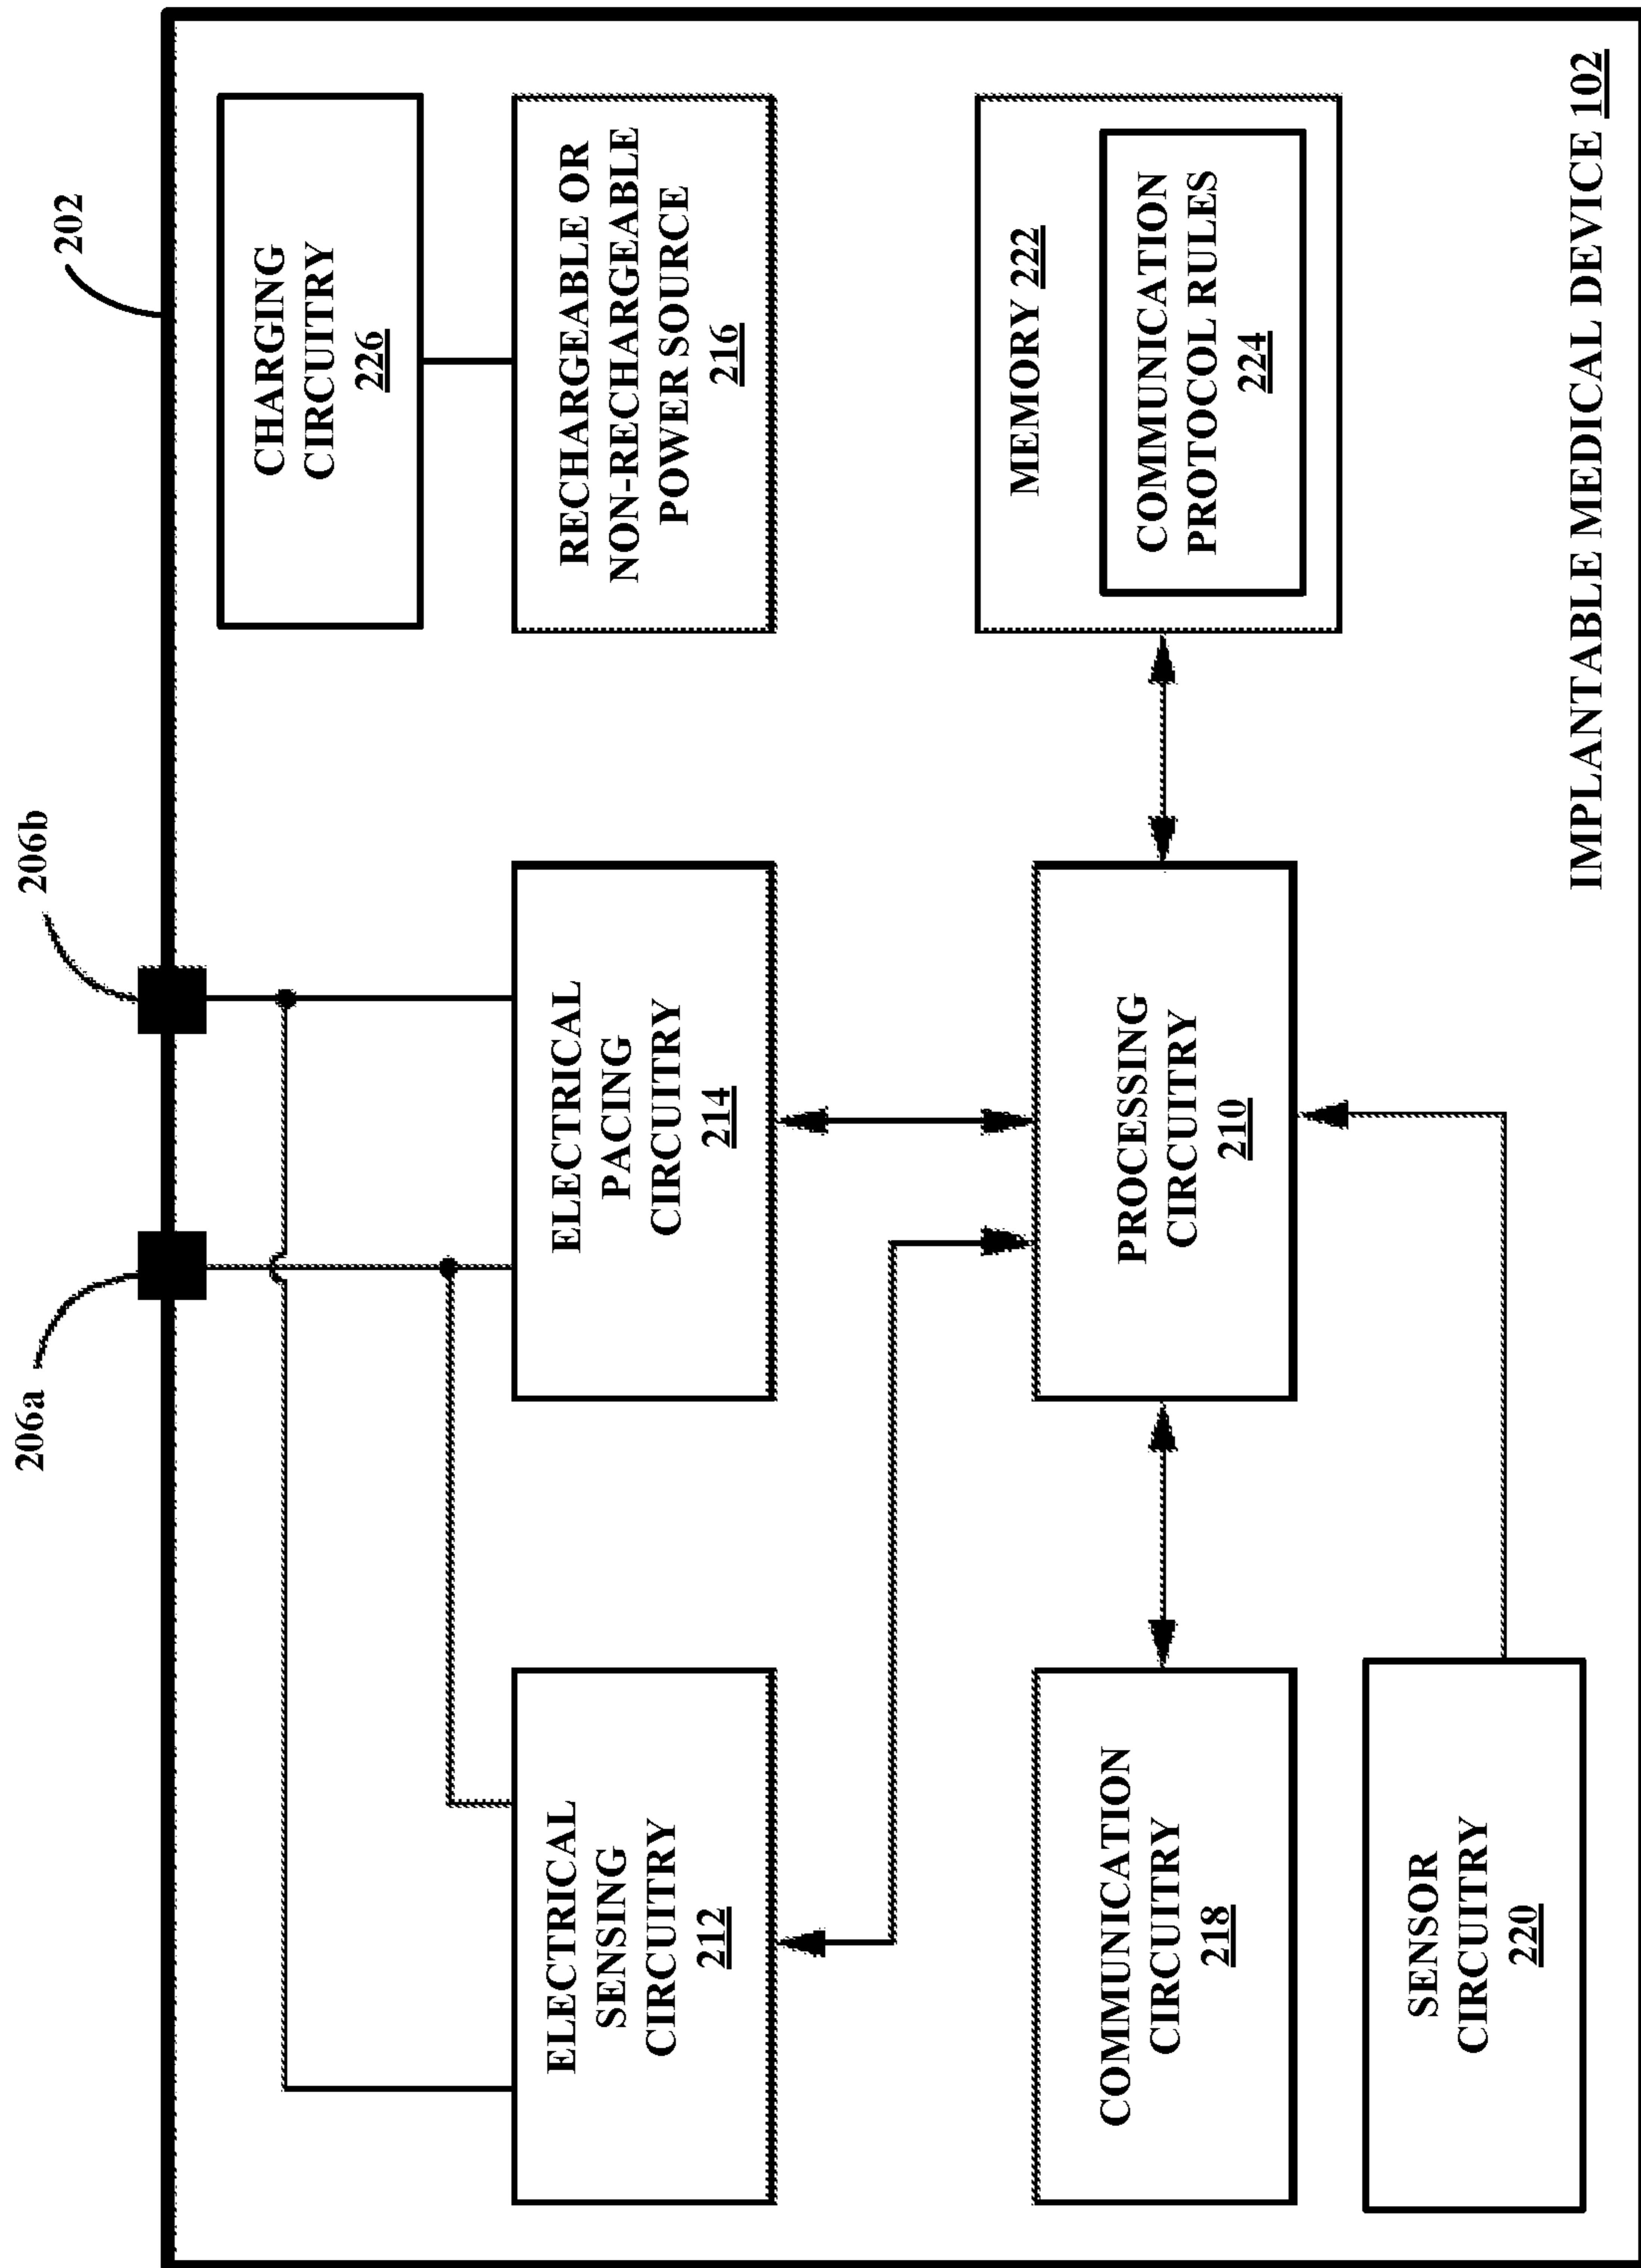 206a
206b
202
ELECTRICAL
SENSING
CIRCUITRY
212
ELECTRICAL
PACING
CIRCUITRY
214
CHARGING
CIRCUITRY
226
RECHARGEABLE OR
NON-RECHARGEABLE
POWER SOURCE
216
COMMUNICATION
CIRCUITRY
218
PROCESSING
CIRCUITRY
210
MEMORY 222
COMMUNICATION
PROTOCOL RULES
224
SENSOR
CIRCUITRY
220
IMPLANTABLE MEDICAL DEVICE 102